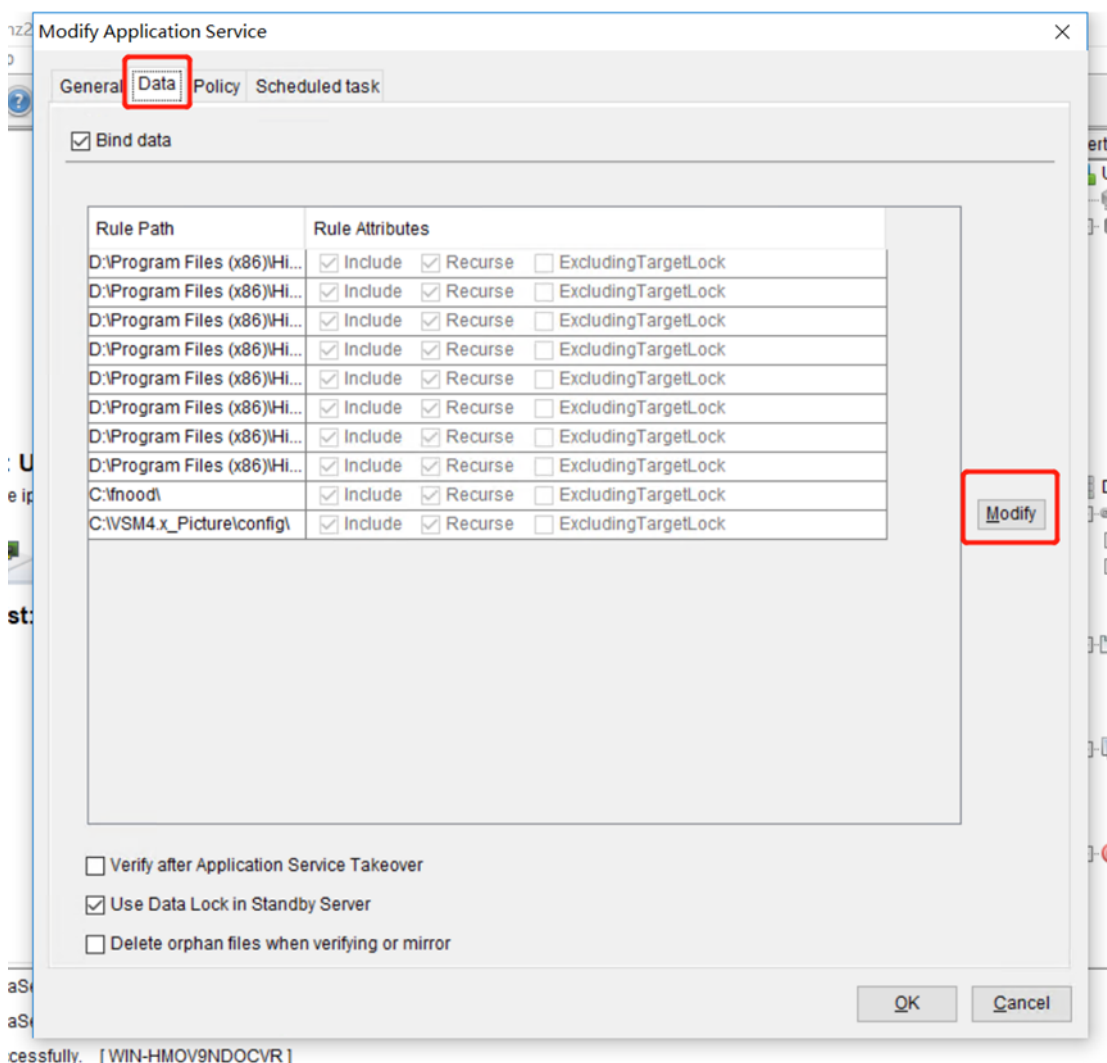 Modify Application Service
General Data Policy Scheduled task
Bind data
Rule Path Rule Attributes
D:\Program Files (x86)\Hi... Include Recurse ExcludingTargetLock
D:\Program Files (x86)\Hi... Include Recurse ExcludingTargetLock
D:\Program Files (x86)\Hi... Include Recurse ExcludingTargetLock
D:\Program Files (x86)\Hi... Include Recurse ExcludingTargetLock
D:\Program Files (x86)\Hi... Include Recurse ExcludingTargetLock
D:\Program Files (x86)\Hi... Include Recurse ExcludingTargetLock
D:\Program Files (x86)\Hi... Include Recurse ExcludingTargetLock
D:\Program Files (x86)\Hi... Include Recurse ExcludingTargetLock
C:\fnood\ Include Recurse ExcludingTargetLock
C:\VSM4.x_Picture\config\ Include Recurse ExcludingTargetLock
Modify
st:
Verify after Application Service Takeover
Use Data Lock in Standby Server
Delete orphan files when verifying or mirror
OK Cancel
cessfully. [ WIN-HMOV9NDOCVR ]